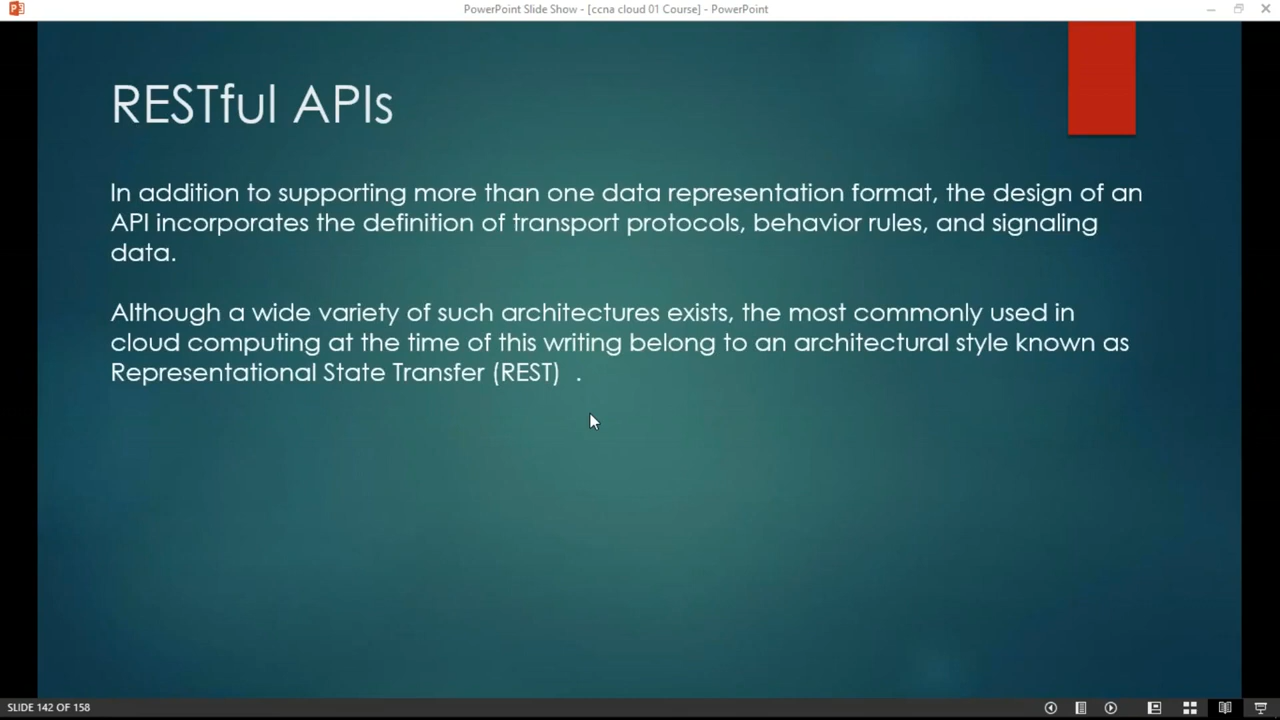 PowerPoint Slide Show - [ccna cloud 01 Course] - PowerPoint
RESTful APIs
In addition to supporting more than one data representation format, the design of an
API incorporates the definition of transport protocols, behavior rules, and signaling
data.
Although a wide variety of such architectures exists, the most commonly used in
cloud computing at the time of this writing belong to an architectural style known as
Representational State Transfer (REST)  .
SLIDE 142 OF 158